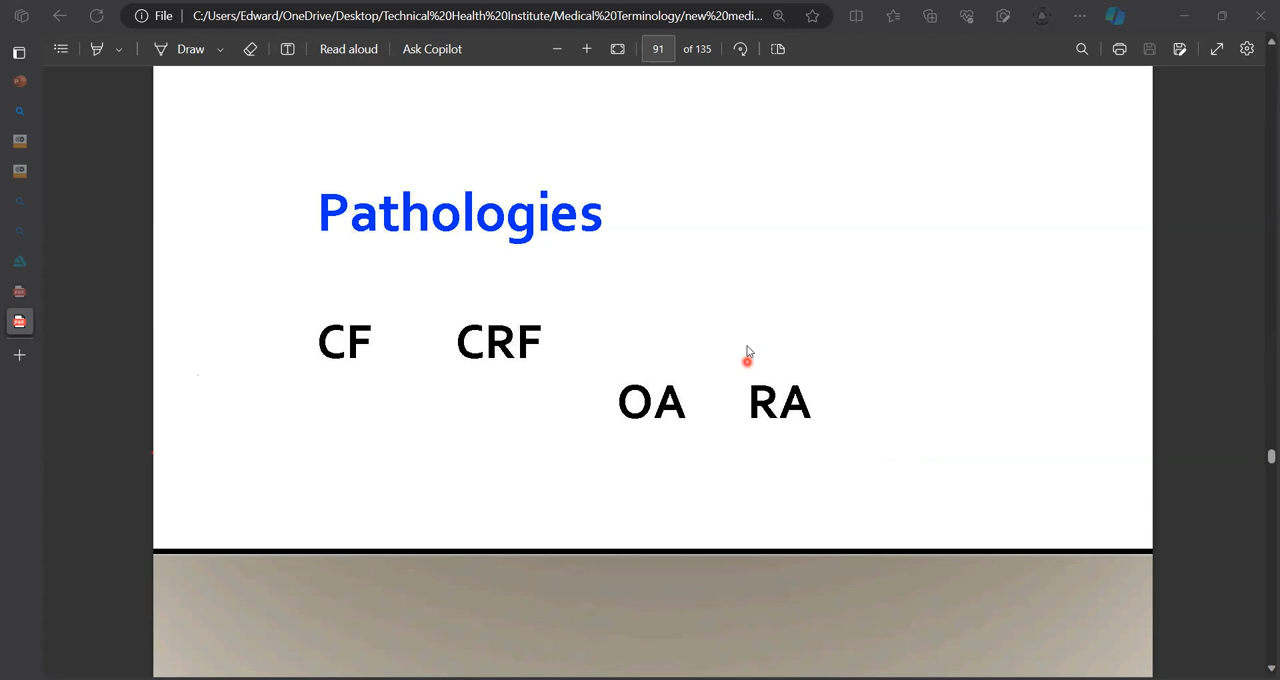 File
C:/Users/Edward/OneDrive/Desktop/Technical%20Health%20Institute/Medical%20Terminology/new%20medi...
Draw
Read aloud
Ask Copilot
91
of 135
Pathologies
CF CRF
OA RA